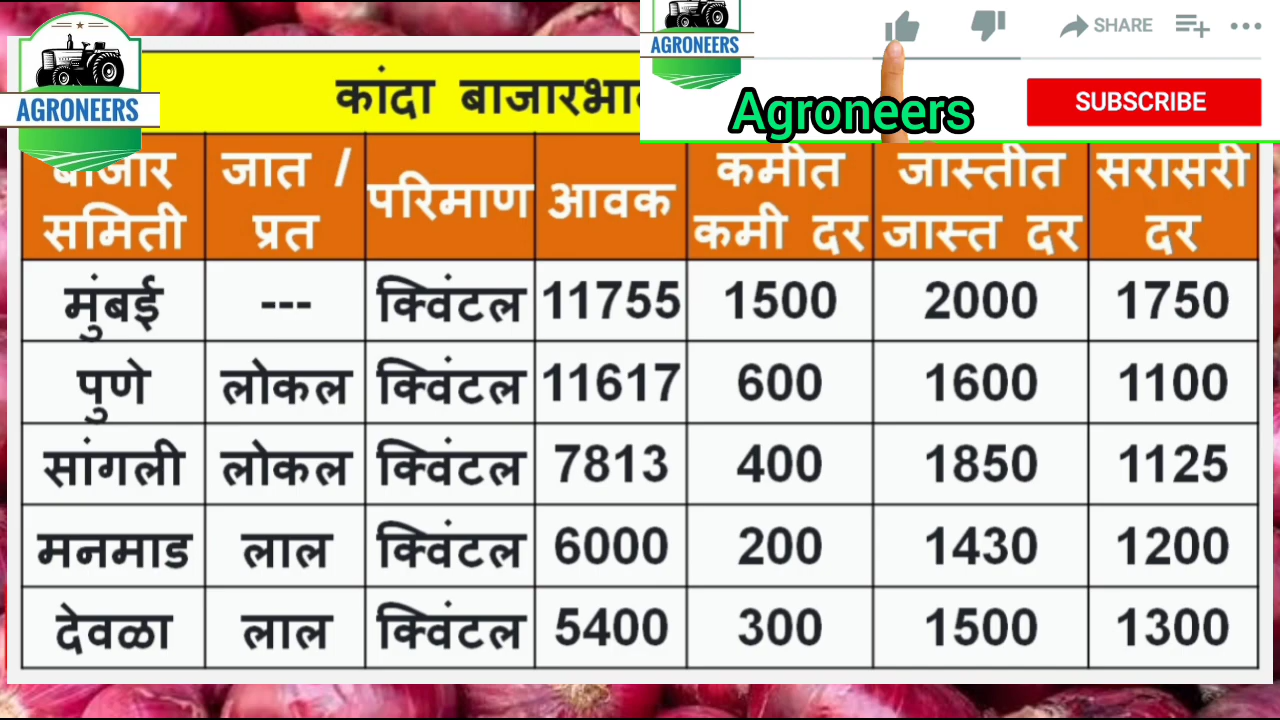 AGRONEERS
AGRONEERS
SHARE
Agroneers
SUBSCRIBE
कांदा
बाजार समिती जात / प्रत परिमाण आवक कमीत कमी दर जास्तीत जास्त दर सरासरी दर
मुंबई --- क्विंटल 11755 1500 2000 1750
पुणे लोकल क्विंटल 11617 600 1600 1100
सांगली लोकल क्विंटल 7813 400 1850 1125
मनमाड लाल क्विंटल 6000 200 1430 1200
देवळा लाल क्विंटल 5400 300 1500 1300